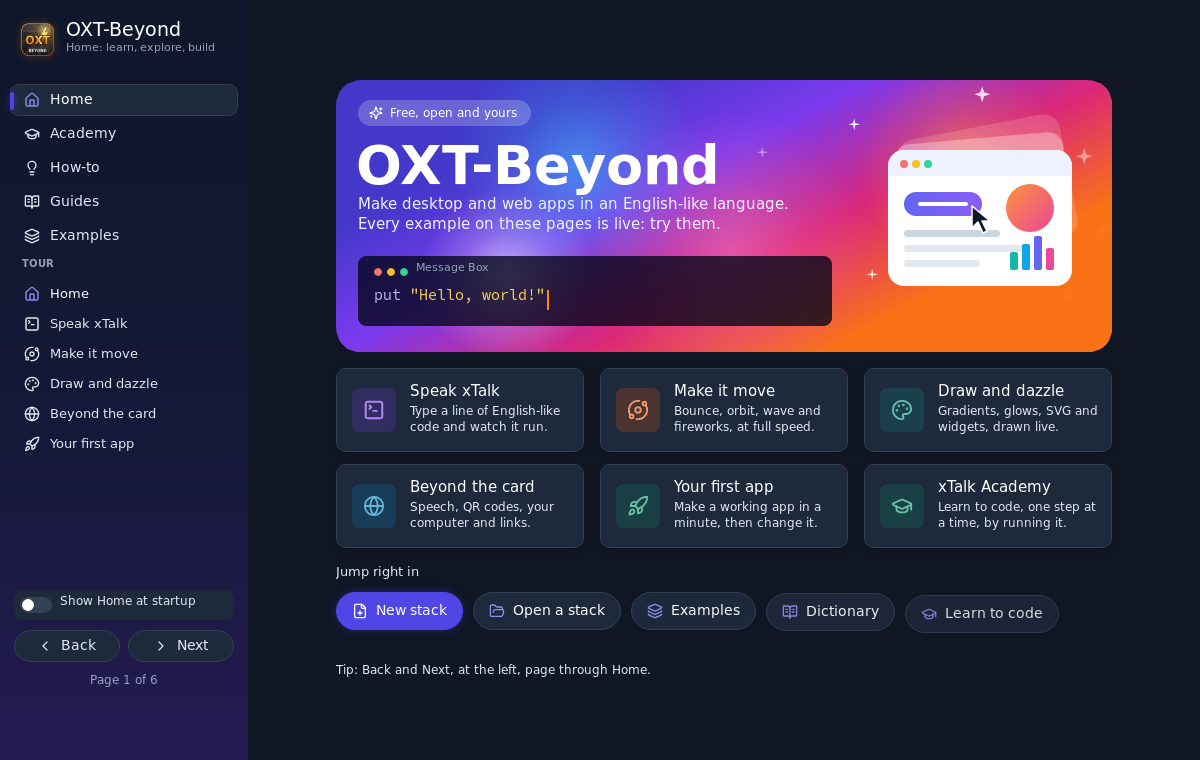 OXT
BEYOND
OXT-Beyond
Home: learn, explore, build
Home
Academy
How-to
Guides
Examples
TOUR
Home
Speak xTalk
Make it move
Draw and dazzle
Beyond the card
Your first app
Show Home at startup
Back
Next
Page 1 of 6
Free, open and yours
OXT-Beyond
Make desktop and web apps in an English-like language.
Every example on these pages is live: try them.
Message Box
put "Hello, world!"
Speak xTalk
Type a line of English-like
code and watch it run.
Make it move
Bounce, orbit, wave and
fireworks, at full speed.
Draw and dazzle
Gradients, glows, SVG and
widgets, drawn live.
Beyond the card
Speech, QR codes, your
computer and links.
Your first app
Make a working app in a
minute, then change it.
xTalk Academy
Learn to code, one step at
a time, by running it.
Jump right in
New stack
Open a stack
Examples
Dictionary
Learn to code
Tip: Back and Next, at the left, page through Home.